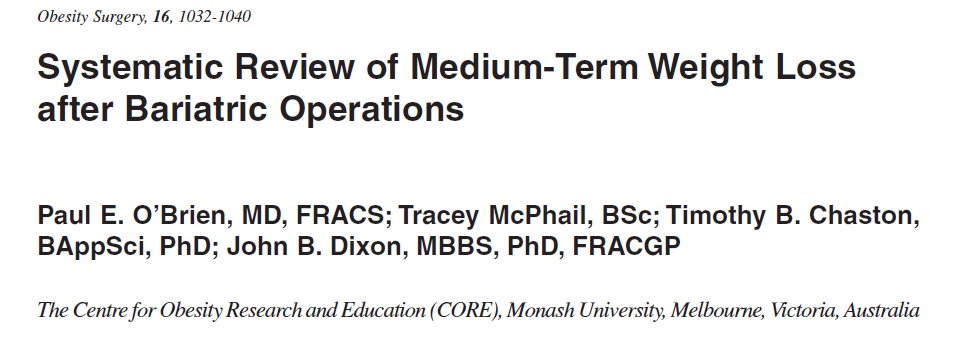 Obesity Surgery, 16, 1032-1040
Systematic Review of Medium-Term Weight Loss
after Bariatric Operations
Paul E. O’Brien, MD, FRACS; Tracey McPhail, BSc; Timothy B. Chaston,
BAppSci, PhD; John B. Dixon, MBBS, PhD, FRACGP
The Centre for Obesity Research and Education (CORE), Monash University, Melbourne, Victoria, Australia